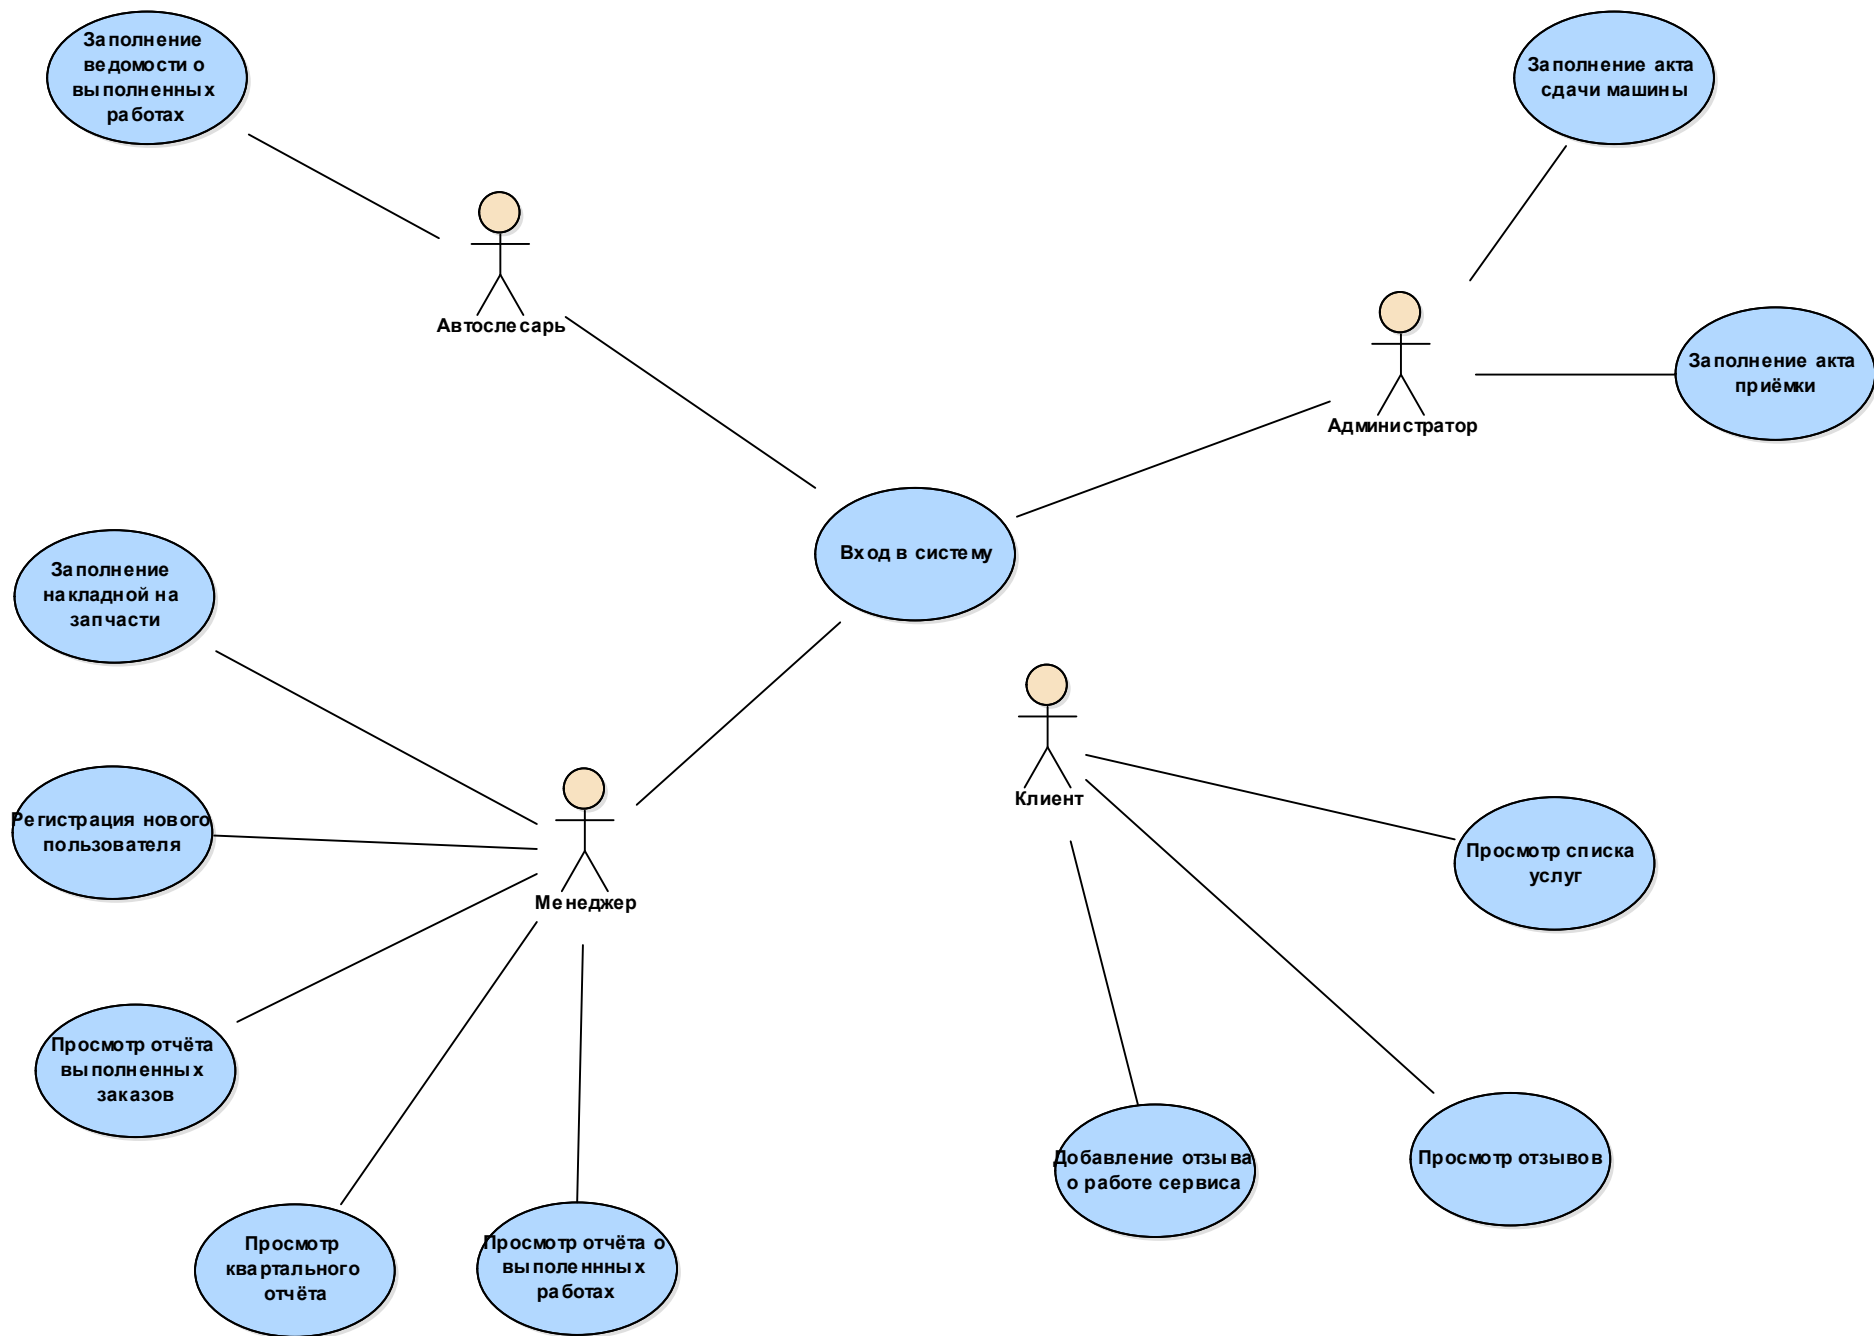 Заполнение
ведомости о
выполненных
работах
Заполнение акта
сдачи машины
Автослесарь
Заполнение акта
приёмки
Администратор
Вход в систему
Заполнение
накладной на
запчасти
Регистрация нового
пользователя
Менеджер
Клиент
Просмотр списка
услуг
Просмотр отчёта
выполненных
заказов
Добавление отзыва
о работе сервиса
Просмотр отзывов
Просмотр
квартального
отчёта
Просмотр отчёта о
выполеннных
работах